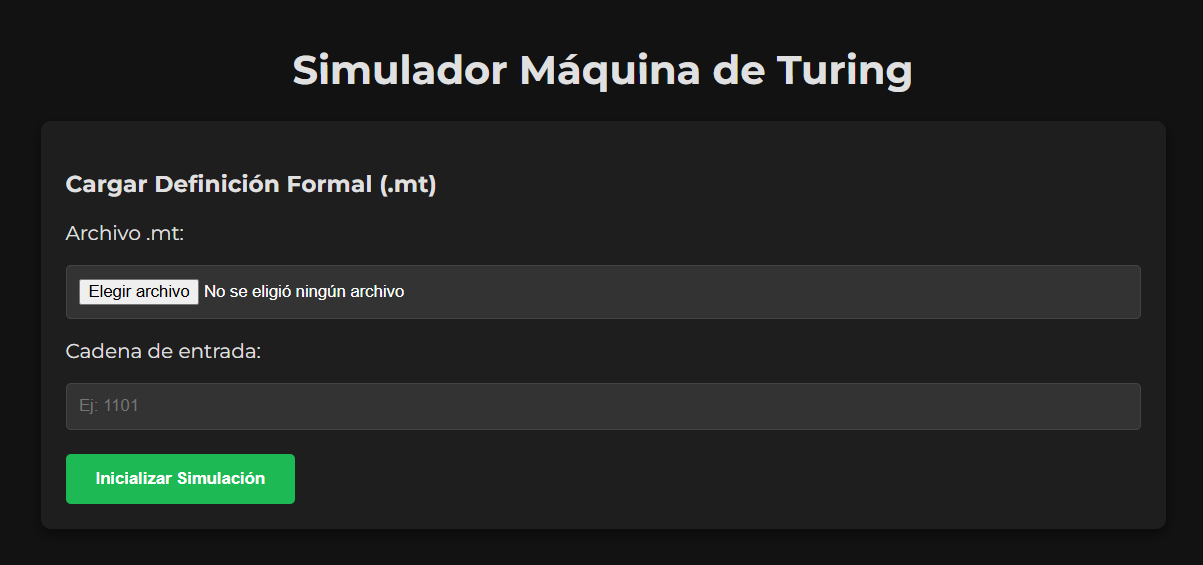 Simulador Máquina de Turing
Cargar Definición Formal (.mt)
Archivo .mt:
Elegir archivo No se eligió ningún archivo
Cadena de entrada:
Ej: 1101
Inicializar Simulación